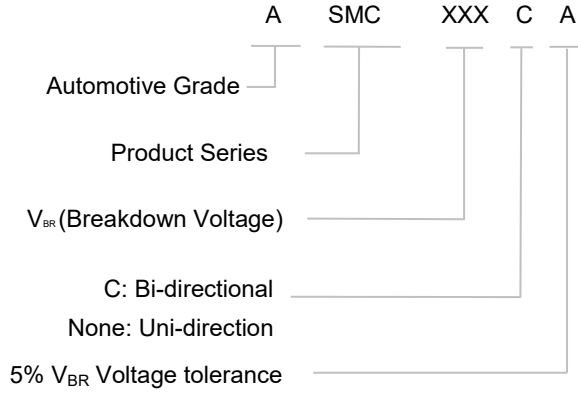 A SMC XXX C A
Automotive Grade
Product Series
VBR (Breakdown Voltage)
C: Bi-directional
None: Uni-direction
5% VBR Voltage tolerance